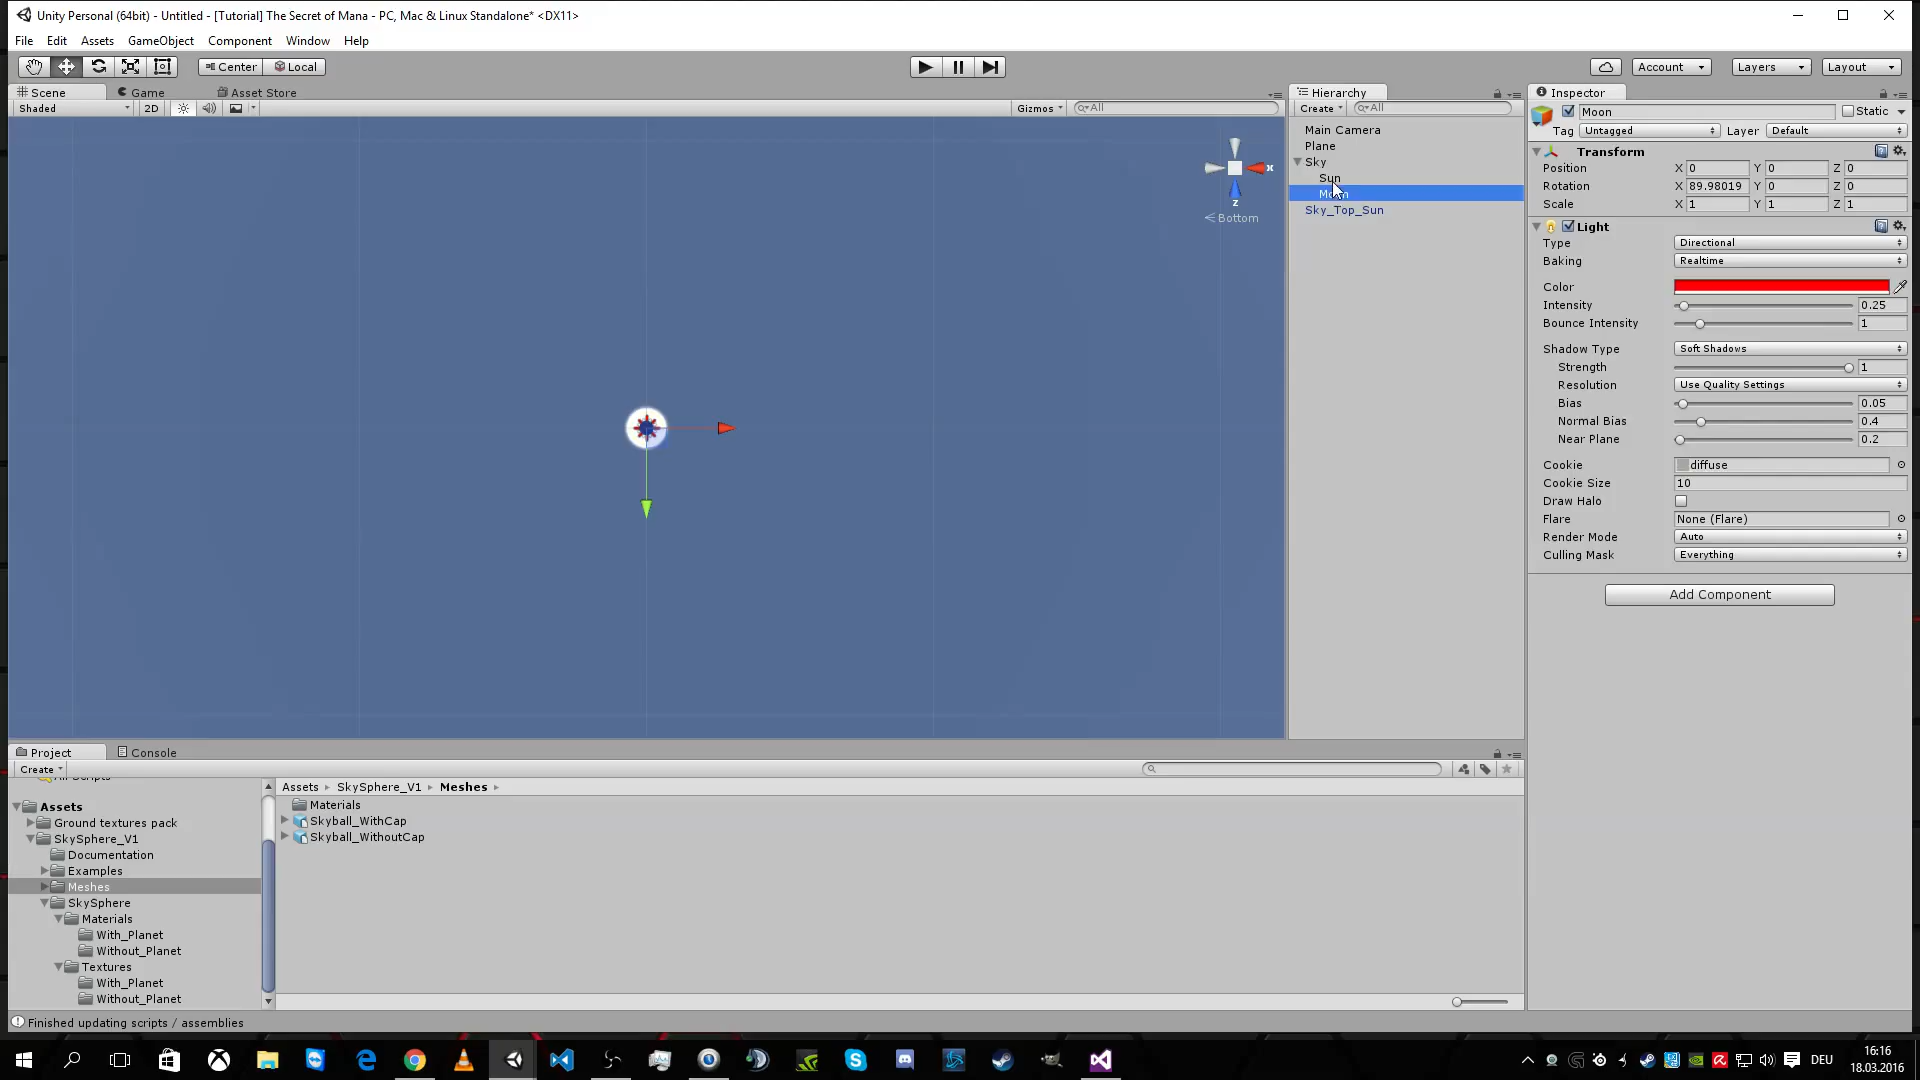 Unity Personal (64bit) - Untitled - [Tutorial] The Secret of Mana - PC, Mac & Linux Standalone* <DX11>
File Edit Assets GameObject Component Window Help
Center Local Account Layers Layout
Scene Game Asset Store Hierarchy Inspector
Shaded 2D Gizmos All Create All
Moon Static
Tag Untagged Layer Default
Main Camera
Plane
Sky
Sun
Sky_Top_Sun
x
z
Bottom
Transform
Position X 0 Y 0 Z 0
Rotation X 89.98019 Y 0 Z 0
Scale X 1 Y 1 Z 1
Light
Type Directional
Baking Realtime
Color
Intensity 0.25
Bounce Intensity 1
Shadow Type Soft Shadows
Strength 1
Resolution Use Quality Settings
Bias 0.05
Normal Bias 0.4
Near Plane 0.2
Cookie diffuse
Cookie Size 10
Draw Halo
Flare None (Flare)
Render Mode Auto
Culling Mask Everything
Add Component
Project Console
Create
Assets
Ground textures pack
SkySphere_V1
Documentation
Examples
Meshes
SkySphere
Materials
With_Planet
Without_Planet
Textures
With_Planet
Without_Planet
Assets SkySphere_V1 Meshes
Materials
Skyball_WithCap
Skyball_WithoutCap
Finished updating scripts / assemblies
DEU
16:16
18.03.2016